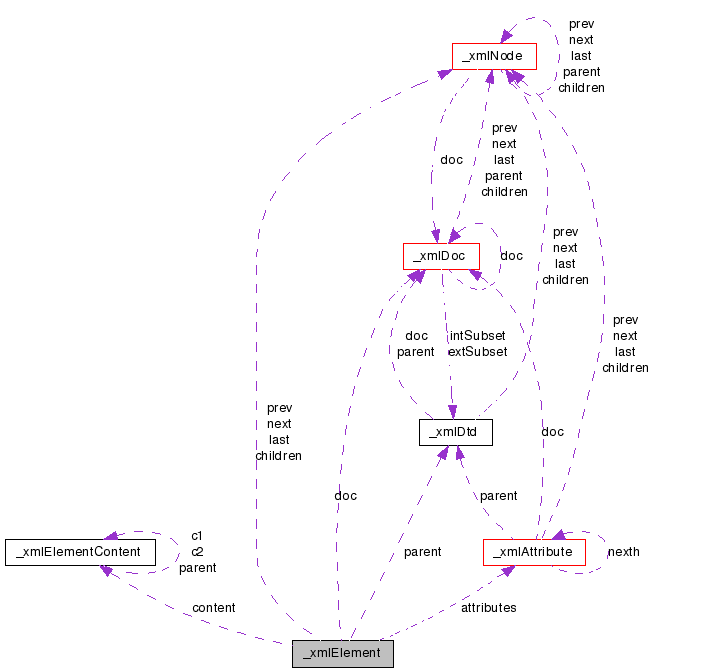 prev
next
last
parent
children
_xmlNode
prev
next
last
parent
children
doc
_xmlDoc
doc
prev
next
last
children
doc
parent
intSubset
extSubset
prev
next
last
children
_xmlDtd
prev
next
last
children
doc
doc
parent
c1
c2
parent
_xmlElementContent
parent
_xmlAttribute
nexth
content
attributes
_xmlElement